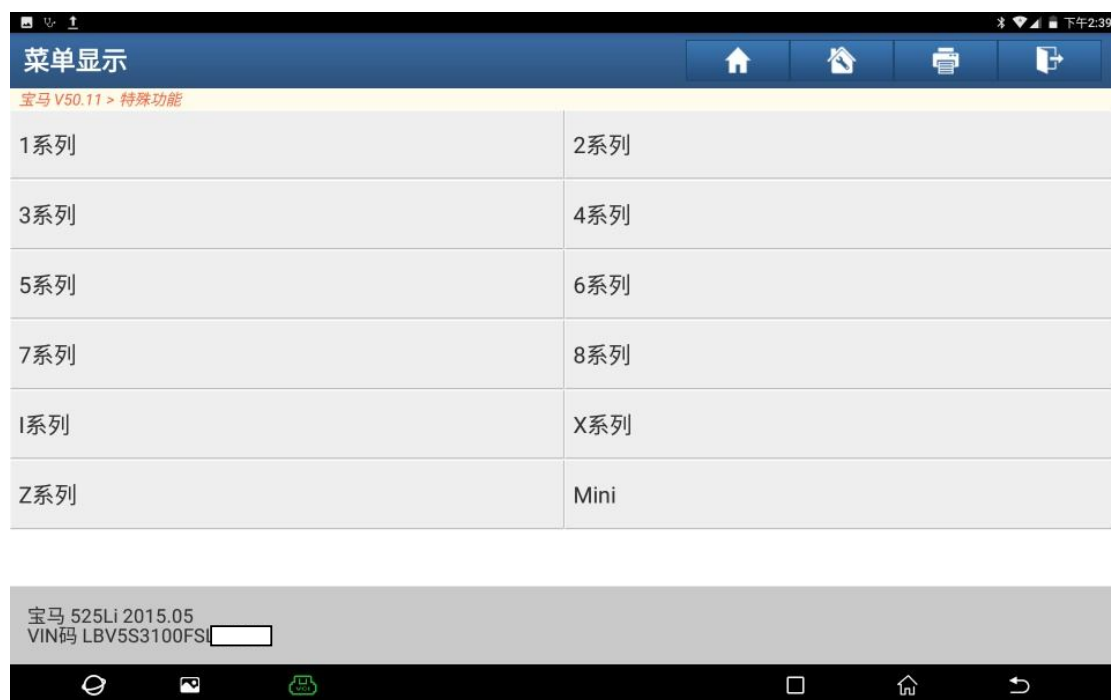 下午2:39
菜单显示
宝马 V50.11 > 特殊功能
1系列
2系列
3系列
4系列
5系列
6系列
7系列
8系列
I系列
X系列
Z系列
Mini
宝马 525Li 2015.05
VIN码 LBV5S3100FSL
VCI